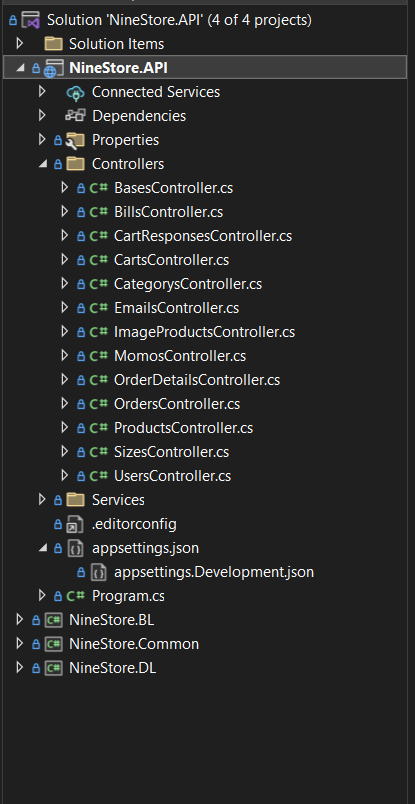 Solution 'NineStore.API' (4 of 4 projects)
Solution Items
NineStore.API
Connected Services
Dependencies
Properties
Controllers
C# BasesController.cs
C# BillsController.cs
C# CartResponsesController.cs
C# CartsController.cs
C# CategorysController.cs
C# EmailsController.cs
C# ImageProductsController.cs
C# MomosController.cs
C# OrderDetailsController.cs
C# OrdersController.cs
C# ProductsController.cs
C# SizesController.cs
C# UsersController.cs
Services
.editorconfig
appsettings.json
appsettings.Development.json
C# Program.cs
C# NineStore.BL
C# NineStore.Common
C# NineStore.DL